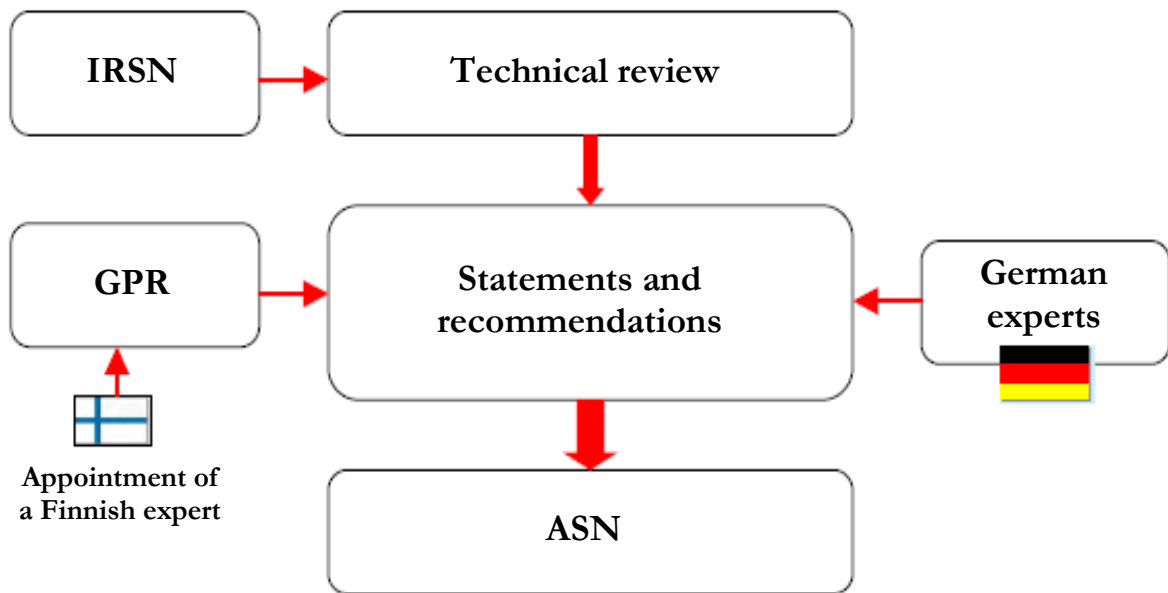 IRSN
Technical review
GPR
Statements and
recommendations
German
experts
Appointment of
a Finnish expert
ASN